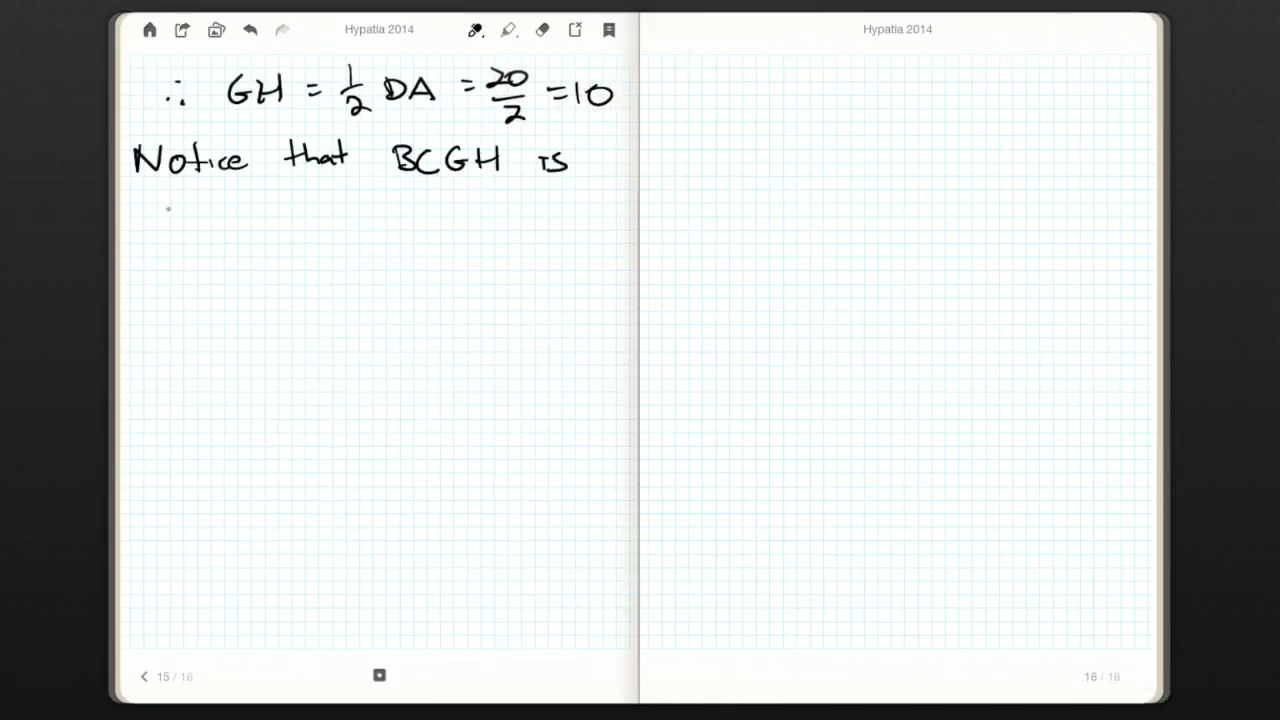 Hypatia 2014
Hypatia 2014
∴ GH = 1/2 DA = 20/2 = 10
Notice that BCGH is
15 / 16
16 / 16